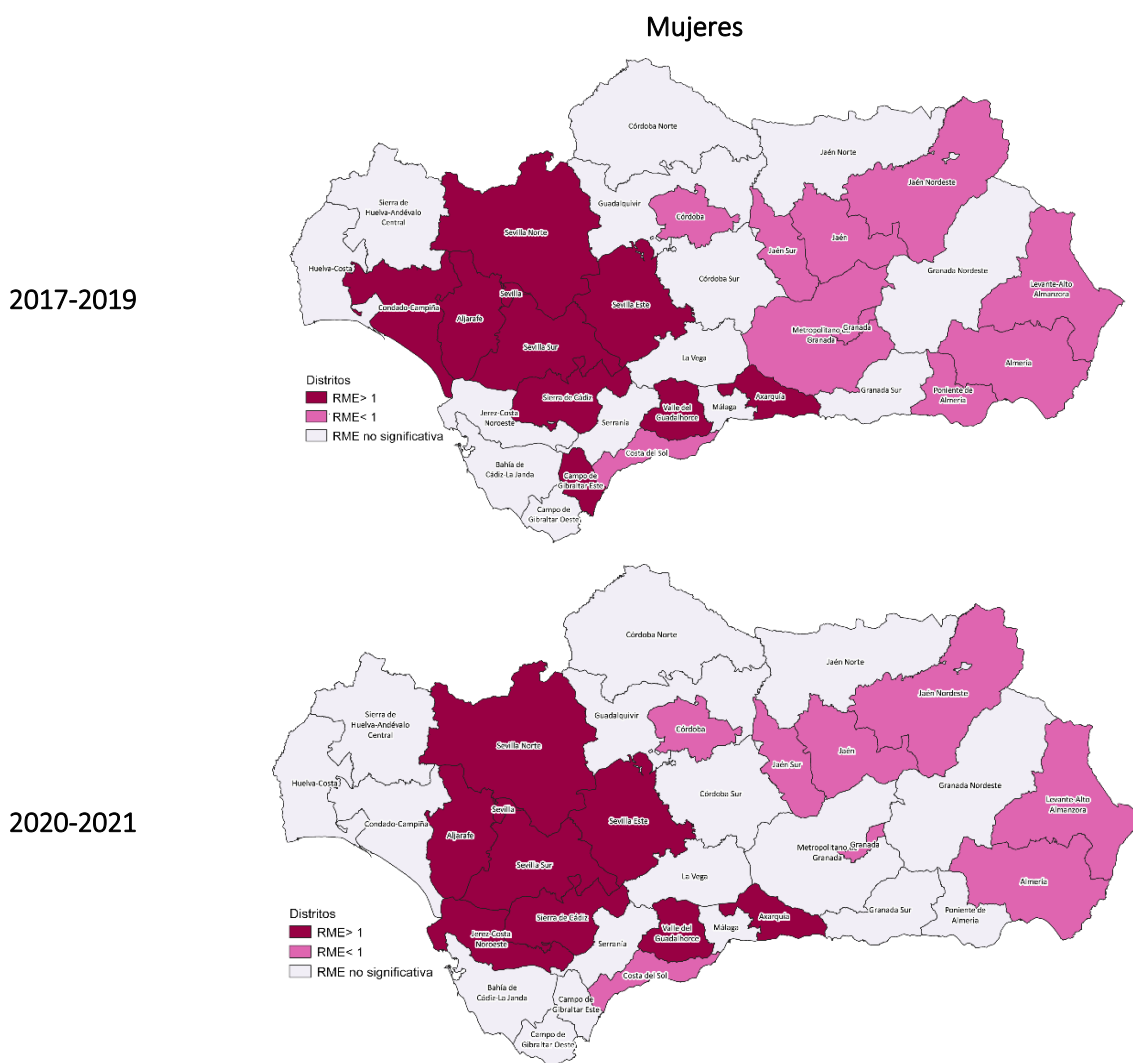 Mujeres
2017-2019
Córdoba Norte
Jaén Norte
Jaén Nordeste
Sierra de
Huelva-Andévalo
Central
Guadalquivir
Córdoba
Sevilla Norte
Jaén Sur
Jaén
Huelva-Costa
Córdoba Sur
Granada Nordeste
Levante-Alto
Almanzora
Condado-Campiña
Sevilla
Sevilla Este
Aljarafe
Metropolitano de
Granada
Granada
Sevilla Sur
La Vega
Almería
Distritos
RME> 1
RME< 1
RME no significativa
Sierra de Cádiz
Axarquía
Granada Sur
Poniente de
Almería
Jerez-Costa
Noroeste
Serranía
Valle del
Guadalhorce
Málaga
Costa del Sol
Bahía de
Cádiz-La Janda
Campo de
Gibraltar Este
Campo de
Gibraltar Oeste
2020-2021
Córdoba Norte
Jaén Norte
Jaén Nordeste
Sierra de
Huelva-Andévalo
Central
Guadalquivir
Córdoba
Sevilla Norte
Jaén Sur
Jaén
Huelva-Costa
Córdoba Sur
Granada Nordeste
Levante-Alto
Almanzora
Condado-Campiña
Sevilla
Sevilla Este
Aljarafe
Metropolitano de
Granada
Granada
Sevilla Sur
La Vega
Almería
Distritos
RME> 1
RME< 1
RME no significativa
Sierra de Cádiz
Axarquía
Granada Sur
Poniente de
Almería
Jerez-Costa
Noroeste
Serranía
Valle del
Guadalhorce
Málaga
Costa del Sol
Bahía de
Cádiz-La Janda
Campo de
Gibraltar Este
Campo de
Gibraltar Oeste